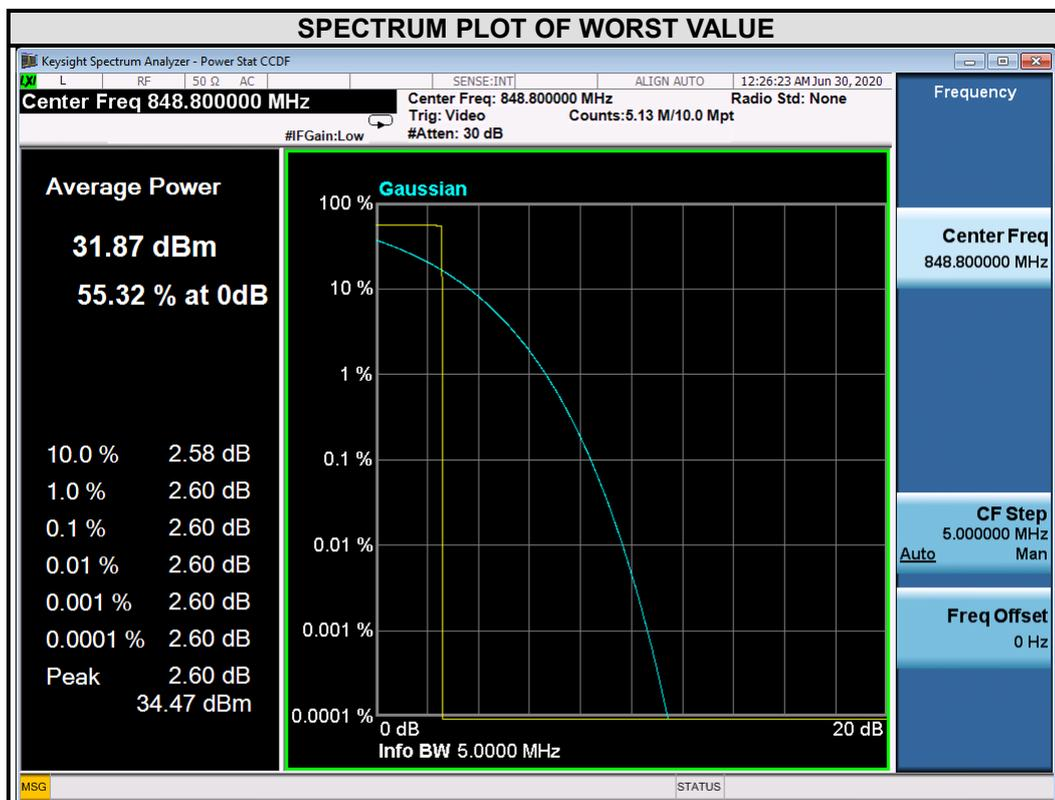 SPECTRUM PLOT OF WORST VALUE
Keysight Spectrum Analyzer - Power Stat CCDF
LXI L RF 50 Ω AC SENSE:INT ALIGN AUTO 12:26:23 AM Jun 30, 2020
Center Freq 848.800000 MHz
#IFGain:Low
Center Freq: 848.800000 MHz Radio Std: None
Trig: Video Counts:5.13 M/10.0 Mpt
#Atten: 30 dB
Average Power
31.87 dBm
55.32 % at 0dB
10.0 % 2.58 dB
1.0 % 2.60 dB
0.1 % 2.60 dB
0.01 % 2.60 dB
0.001 % 2.60 dB
0.0001 % 2.60 dB
Peak 2.60 dB
34.47 dBm
Gaussian
100 %
10 %
1 %
0.1 %
0.01 %
0.001 %
0.0001 %
0 dB 20 dB
Info BW 5.0000 MHz
Frequency
Center Freq
848.800000 MHz
CF Step
5.000000 MHz
Auto Man
Freq Offset
0 Hz
MSG STATUS